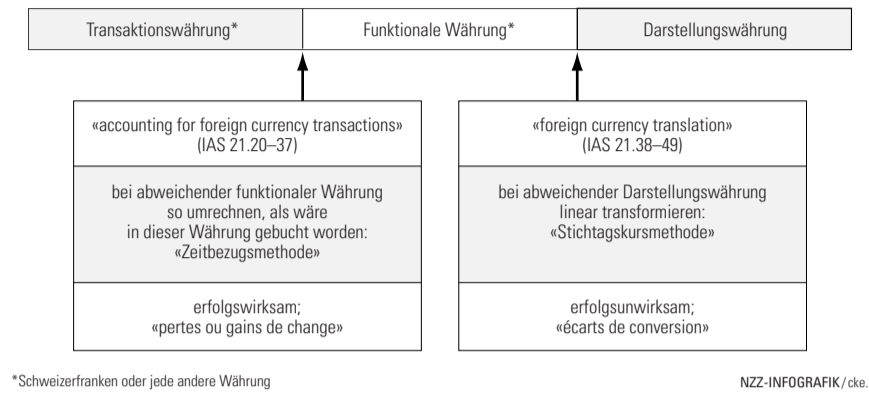 Transaktionswährung*
Funktionale Währung*
Darstellungswährung
«accounting for foreign currency transactions»
(IAS 21.20–37)
bei abweichender funktionaler Währung
so umrechnen, als wäre
in dieser Währung gebucht worden:
«Zeitbezugsmethode»
erfolgswirksam;
«pertes ou gains de change»
«foreign currency translation»
(IAS 21.38–49)
bei abweichender Darstellungswährung
linear transformieren:
«Stichtagskursmethode»
erfolgsunwirksam;
«écarts de conversion»
*Schweizerfranken oder jede andere Währung
NZZ-INFOGRAFIK/cke.